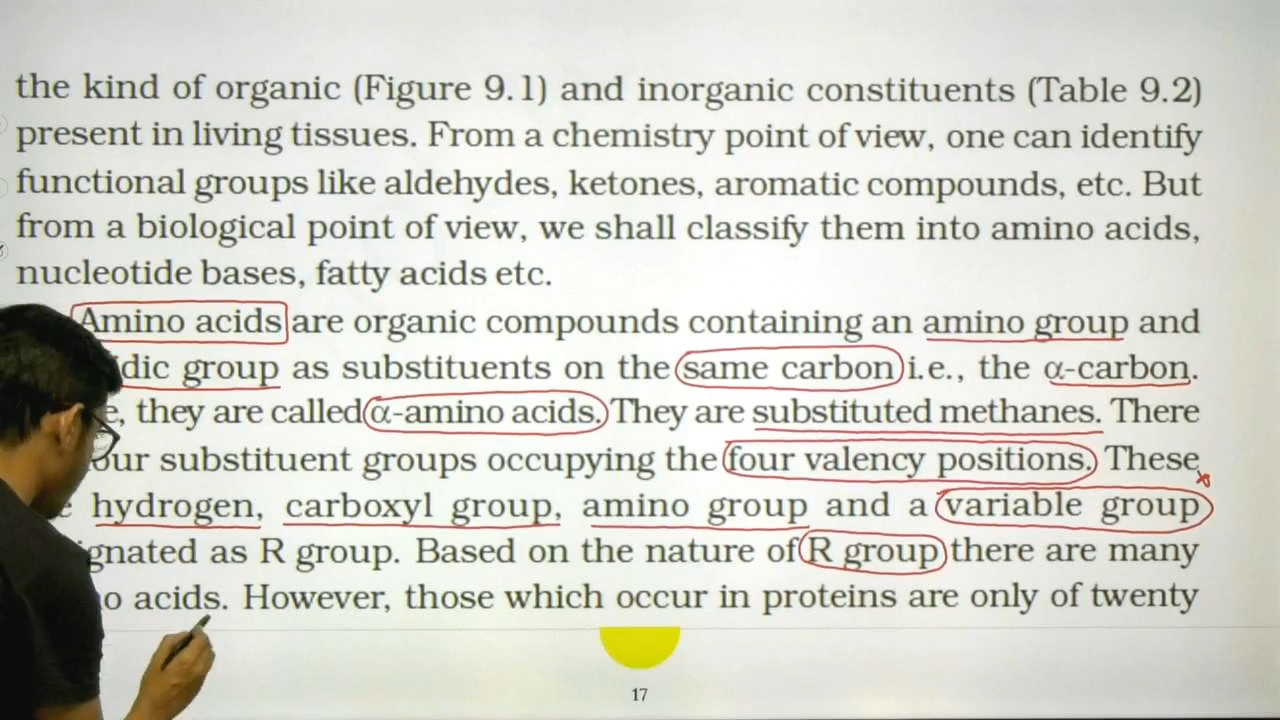 the kind of organic (Figure 9.1) and inorganic constituents (Table 9.2)
present in living tissues. From a chemistry point of view, one can identify
functional groups like aldehydes, ketones, aromatic compounds, etc. But
from a biological point of view, we shall classify them into amino acids,
nucleotide bases, fatty acids etc.
Amino acids are organic compounds containing an amino group and
dic group as substituents on the same carbon i.e., the α-carbon.
e, they are called α-amino acids. They are substituted methanes. There
our substituent groups occupying the four valency positions. These
e hydrogen, carboxyl group, amino group and a variable group
gnated as R group. Based on the nature of R group there are many
o acids. However, those which occur in proteins are only of twenty
17